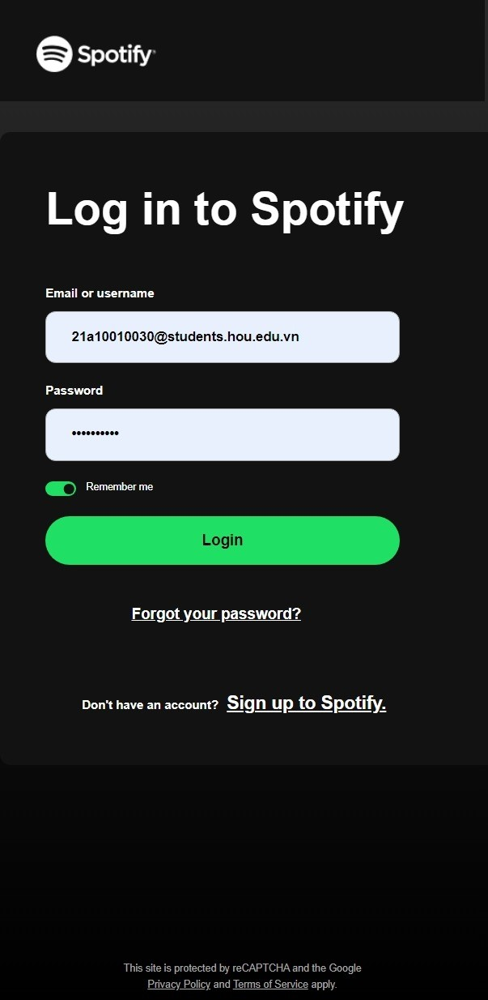 Spotify
Log in to Spotify
Email or username
21a10010030@students.hou.edu.vn
Password
••••••••••
Remember me
Login
Forgot your password?
Don't have an account? Sign up to Spotify.
This site is protected by reCAPTCHA and the Google
Privacy Policy and Terms of Service apply.